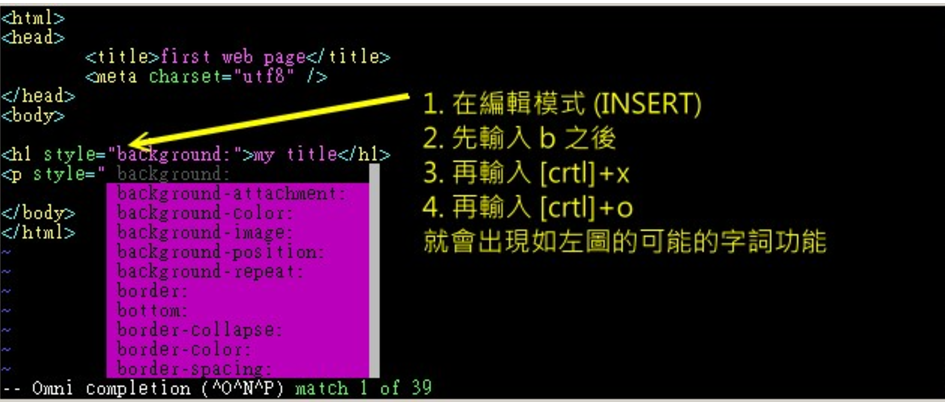 <html>
<head>
<title>first web page</title>
<meta charset="utf8" />
</head>
<body>
<h1 style="background:">my title</h1>
<p style=" background:
background-attachment:
</body> background-color:
</html> background-image:
~ background-position:
~ background-repeat:
~ border:
~ bottom:
~ border-collapse:
~ border-color:
~ border-spacing:
-- Omni completion (^O^N^P) match 1 of 39
1. 在編輯模式 (INSERT)
2. 先輸入 b 之後
3. 再輸入 [crtl]+x
4. 再輸入 [crtl]+o
就會出現如左圖的可能的字詞功能